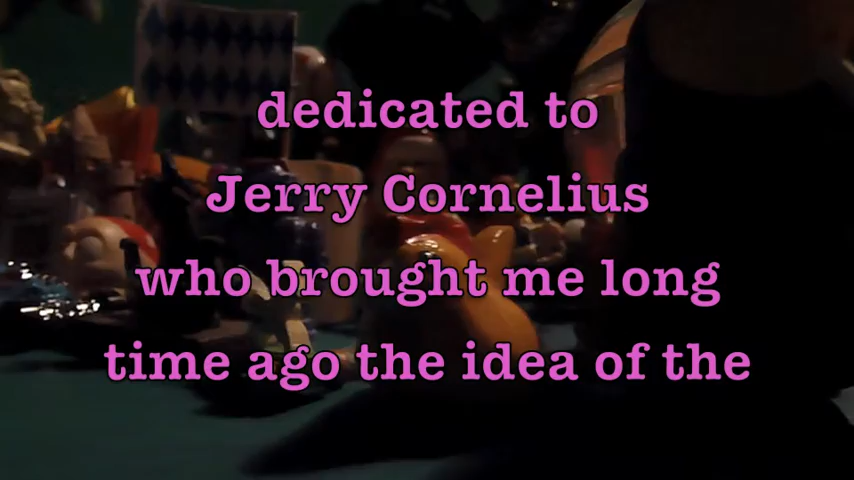 dedicated to
Jerry Cornelius
who brought me long
time ago the idea of the